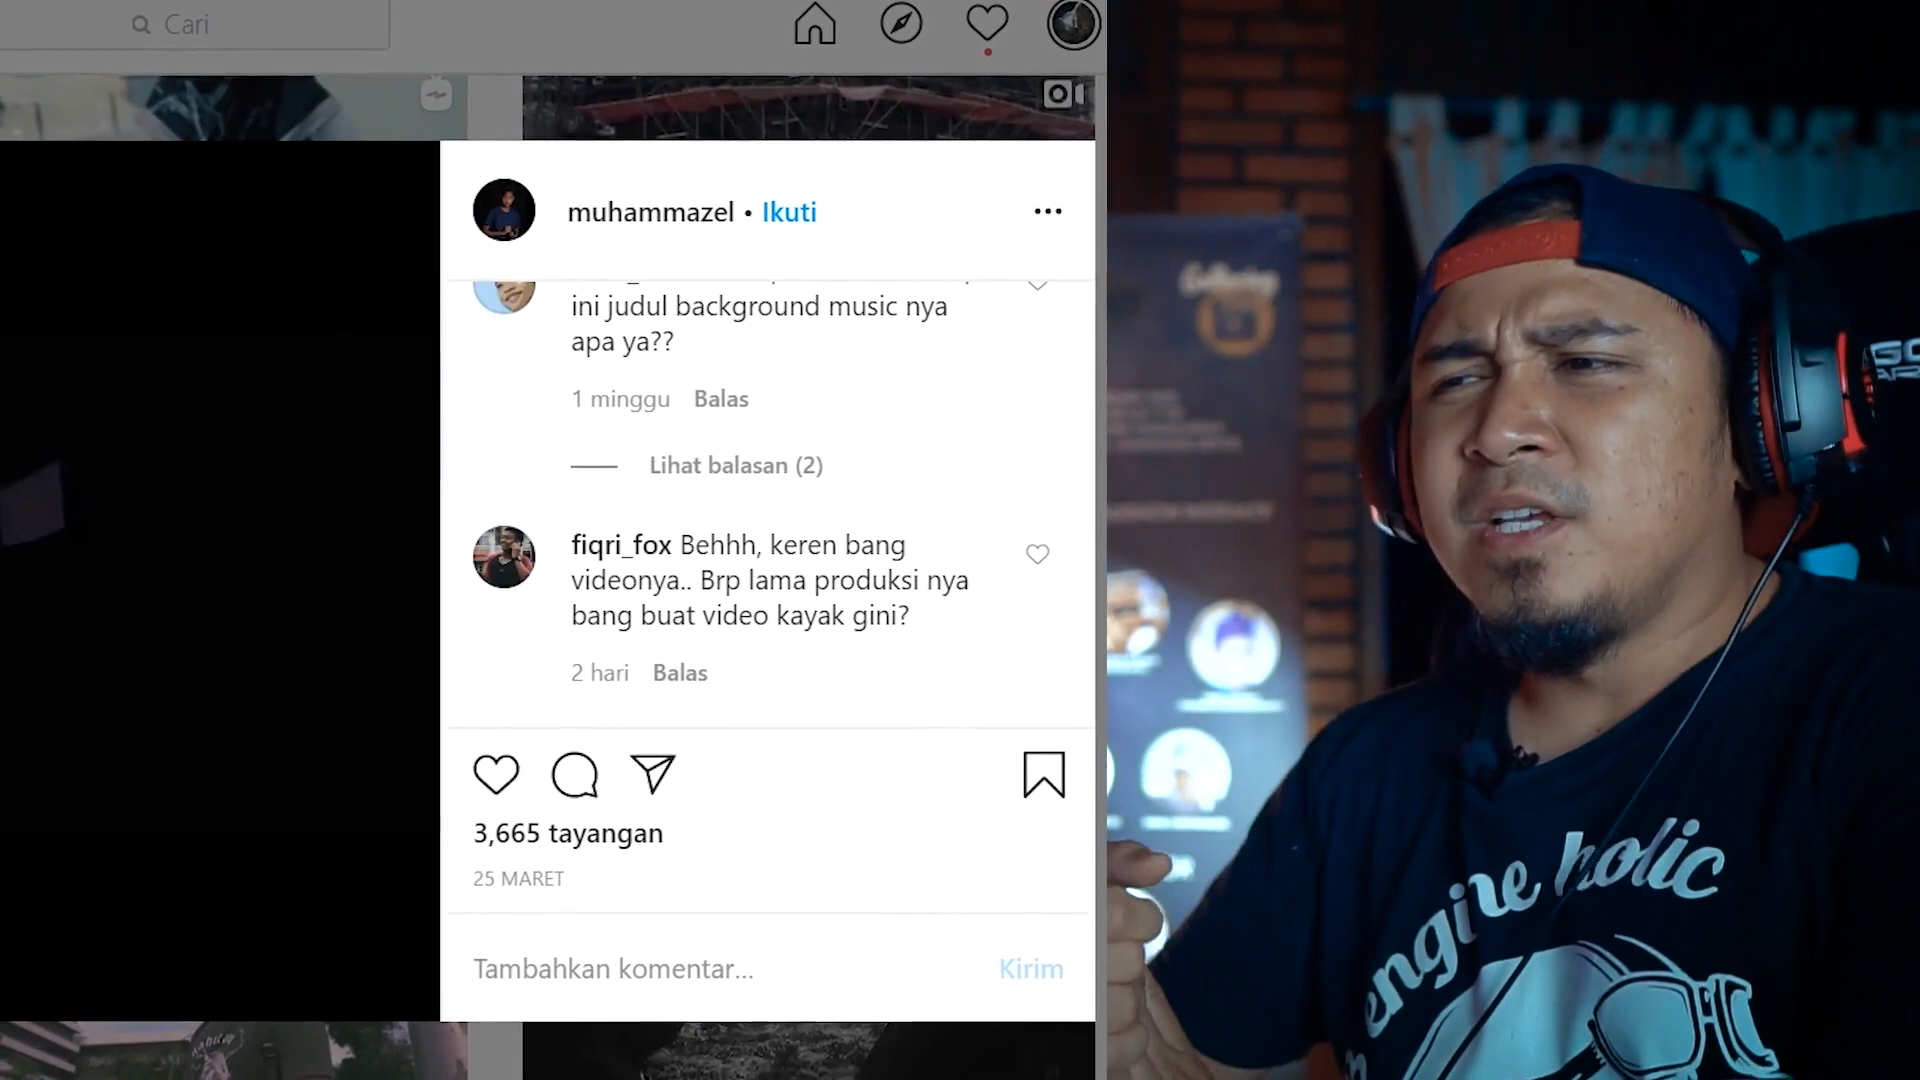 Cari
muhammazel • Ikuti
ini judul background music nya
apa ya??
1 minggu Balas
Lihat balasan (2)
fiqri_fox Behhh, keren bang
videonya.. Brp lama produksi nya
bang buat video kayak gini?
2 hari Balas
3,665 tayangan
25 MARET
Tambahkan komentar...
Kirim
engine holic